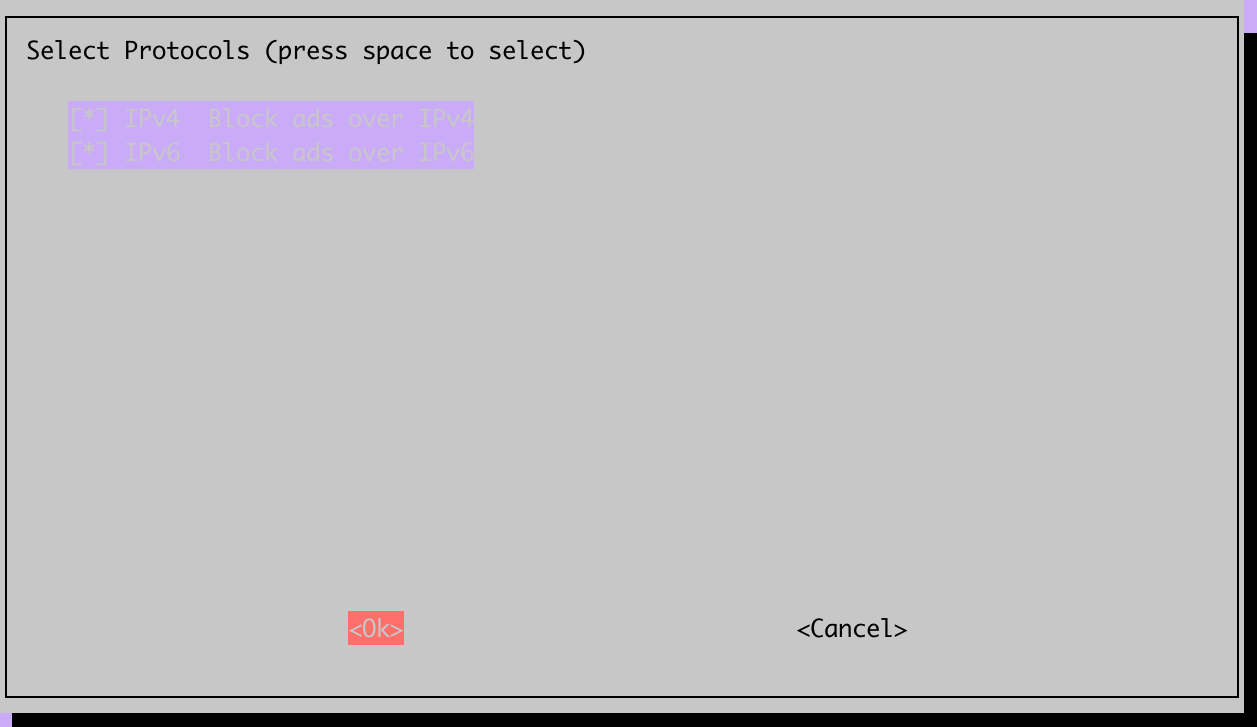 Select Protocols (press space to select)
[*] IPv4  Block ads over IPv4
[*] IPv6  Block ads over IPv6
<Ok>
<Cancel>